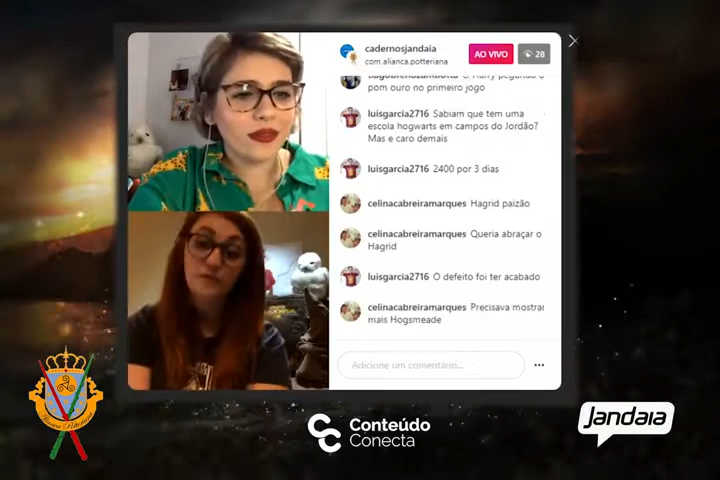 cadernosjandaia
com alianca.potteriana
AO VIVO
28
O Harry pegando o
pom ouro no primeiro jogo
luisgarcia2716 Sabiam que tem uma
escola hogwarts em campos do Jordão?
Mas e caro demais
luisgarcia2716 2400 por 3 dias
celinacabreiramarques Hagrid paizão
celinacabreiramarques Queria abraçar o
Hagrid
luisgarcia2716 O defeito foi ter acabado
celinacabreiramarques Precisava mostrar
mais Hogsmeade
Adicione um comentário...
Conteúdo
Conecta
Jandaia